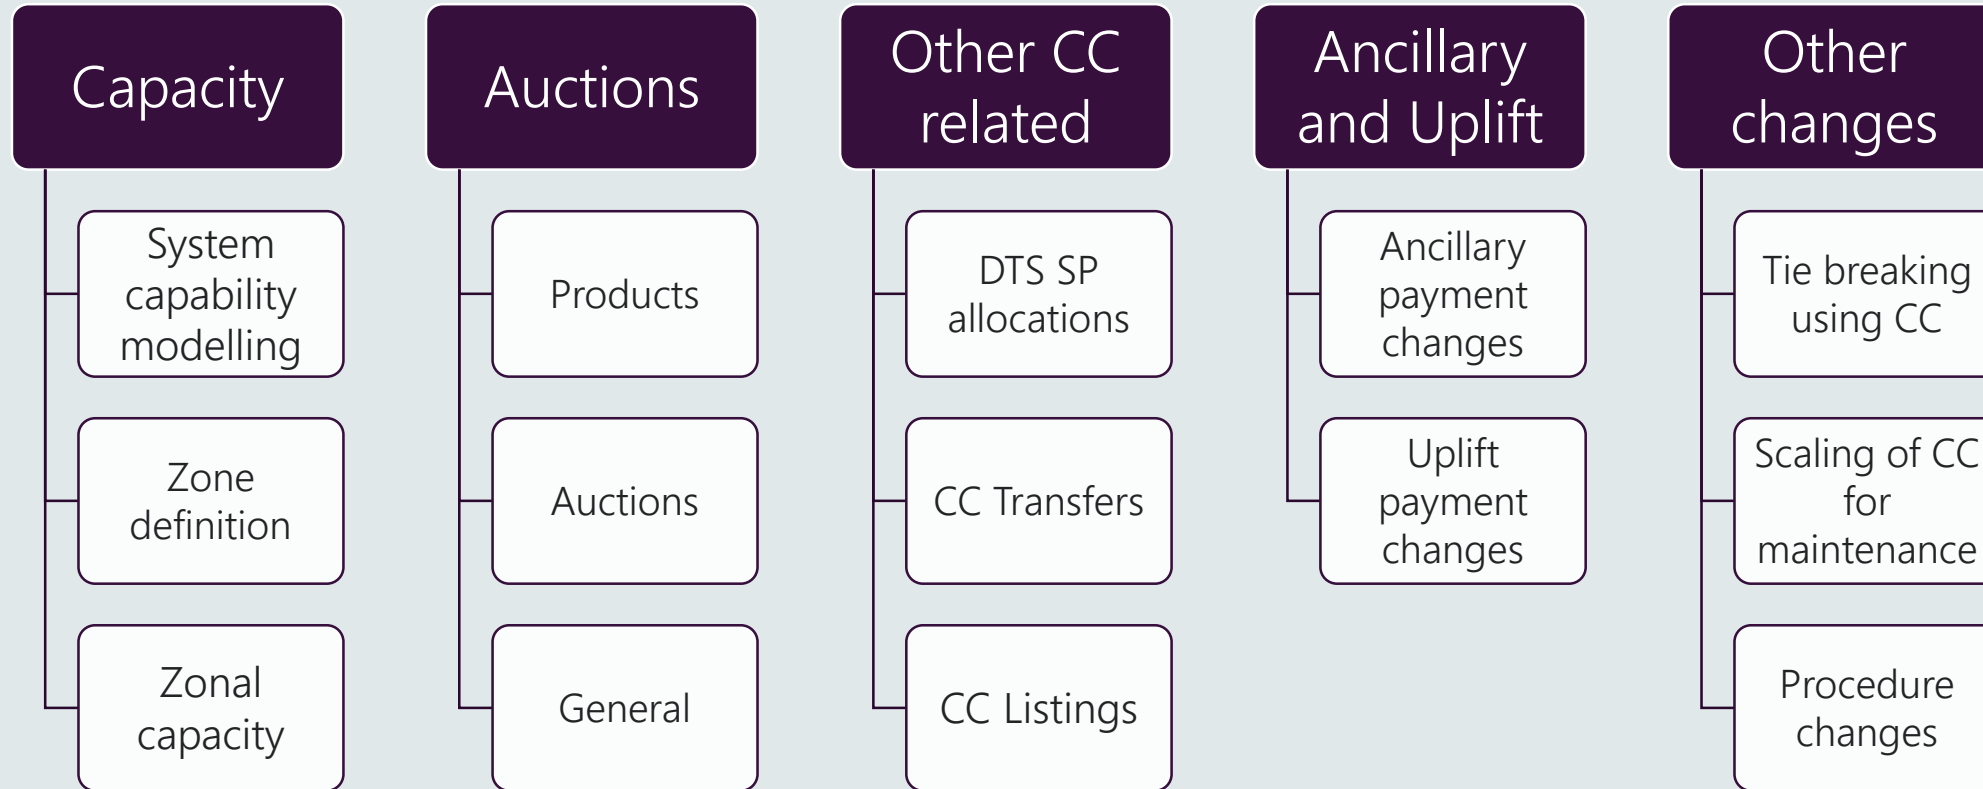 Capacity
System
capability
modelling
Zone
definition
Zonal
capacity
Auctions
Products
Auctions
General
Other CC
related
DTS SP
allocations
CC Transfers
CC Listings
Ancillary
and Uplift
Ancillary
payment
changes
Uplift
payment
changes
Other
changes
Tie breaking
using CC
Scaling of CC
for
maintenance
Procedure
changes